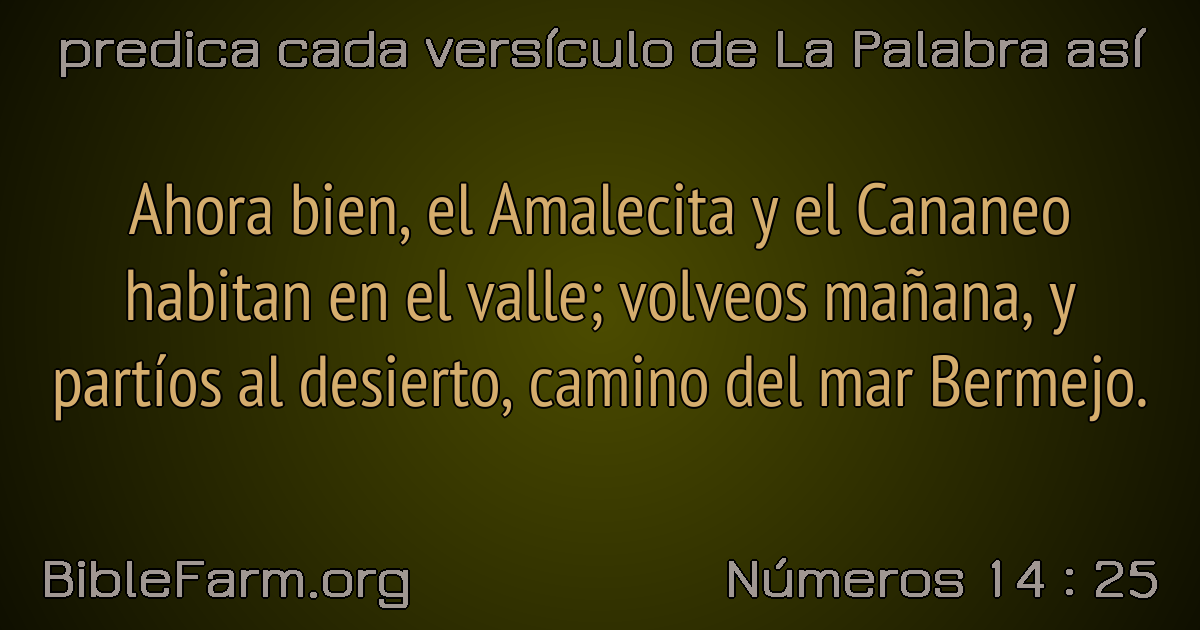 predica cada versículo de La Palabra así
Ahora bien, el Amalecita y el Cananeo
habitan en el valle; volveos mañana, y
partíos al desierto, camino del mar Bermejo.
BibleFarm.org
Números 14 : 25